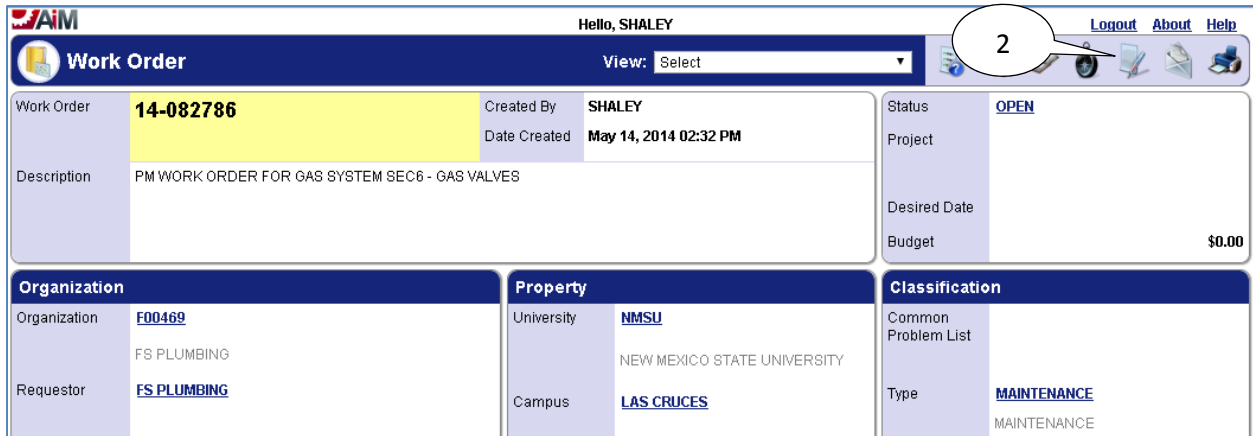 AiM
Hello, SHALEY
Logout About Help
Work Order
View: Select
2
Work Order
14-082786
Created By SHALEY
Date Created May 14, 2014 02:32 PM
Description PM WORK ORDER FOR GAS SYSTEM SEC6 - GAS VALVES
Status OPEN
Project
Desired Date
Budget $0.00
Organization
Organization F00469
FS PLUMBING
Requestor FS PLUMBING
Property
University NMSU
NEW MEXICO STATE UNIVERSITY
Campus LAS CRUCES
Classification
Common
Problem List
Type MAINTENANCE
MAINTENANCE